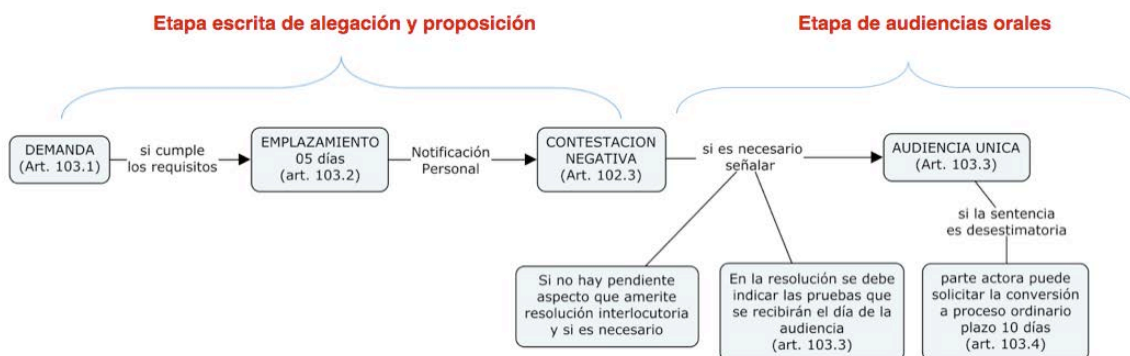 Etapa escrita de alegación y proposición
Etapa de audiencias orales
DEMANDA
(Art. 103.1)
si cumple
los requisitos
EMPLAZAMIENTO
05 días
(art. 103.2)
Notificación
Personal
CONTESTACION
NEGATIVA
(Art. 102.3)
si es necesario
señalar
AUDIENCIA UNICA
(Art. 103.3)
si la sentencia
es desestimatoria
Si no hay pendiente
aspecto que amerite
resolución interlocutoria
y si es necesario
En la resolución se debe
indicar las pruebas que
se recibirán el día de la
audiencia
(art. 103.3)
parte actora puede
solicitar la conversión
a proceso ordinario
plazo 10 días
(art. 103.4)